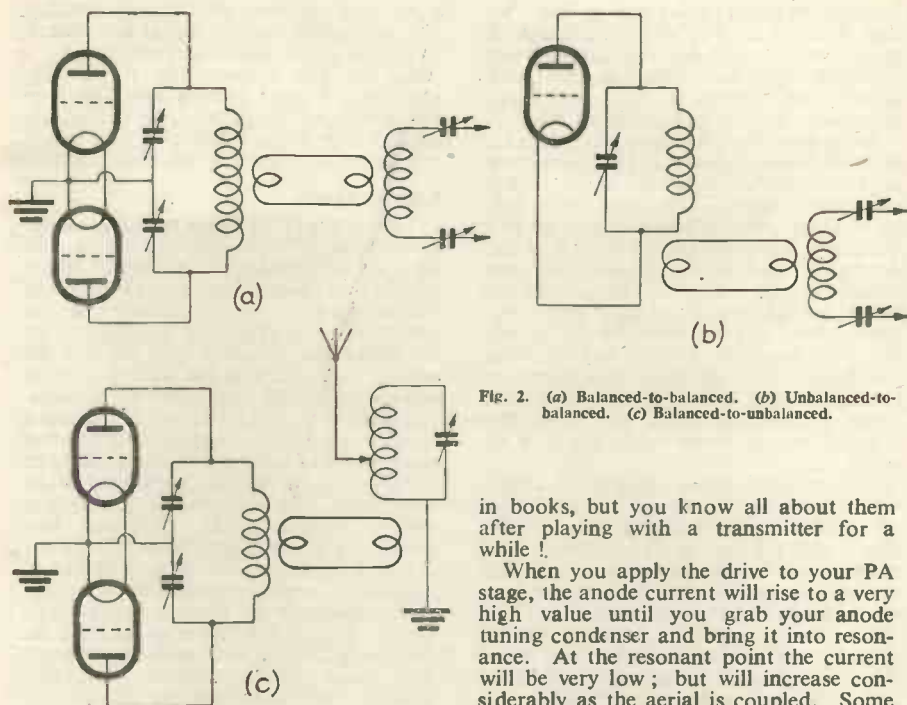 (a)
(b)
Fig. 2. (a) Balanced-to-balanced. (b) Unbalanced-to-
balanced. (c) Balanced-to-unbalanced.
(c)
in books, but you know all about them
after playing with a transmitter for a
while !
When you apply the drive to your PA
stage, the anode current will rise to a very
high value until you grab your anode
tuning condenser and bring it into reson-
ance. At the resonant point the current
will be very low ; but will increase con-
siderably as the aerial is coupled. Some